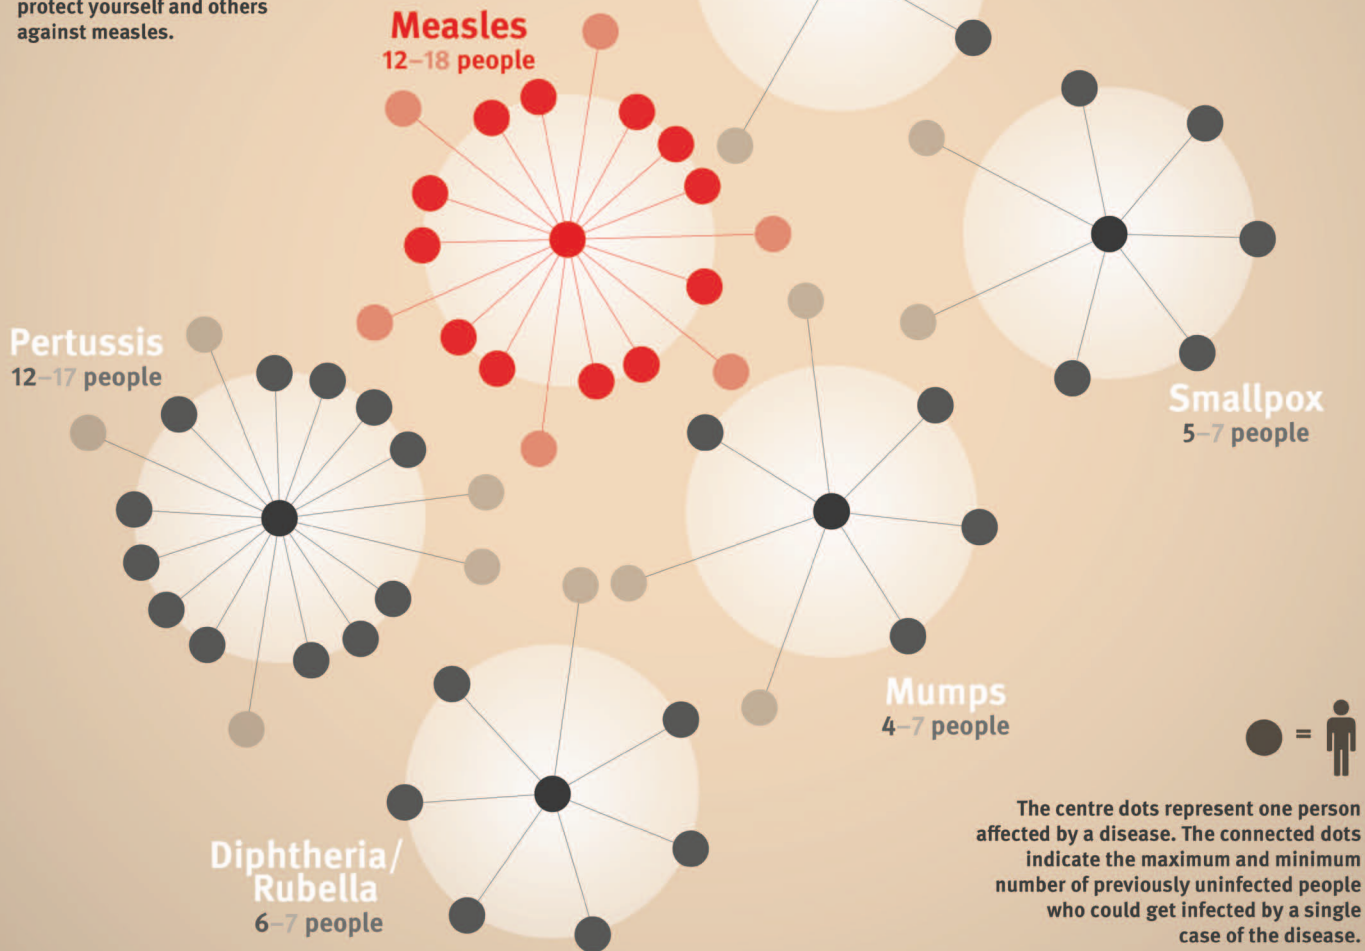 protect yourself and others
against measles.
Measles
12–18 people
Pertussis
12–17 people
Smallpox
5–7 people
Mumps
4–7 people
Diphtheria/
Rubella
6–7 people
=
The centre dots represent one person
affected by a disease. The connected dots
indicate the maximum and minimum
number of previously uninfected people
who could get infected by a single
case of the disease.